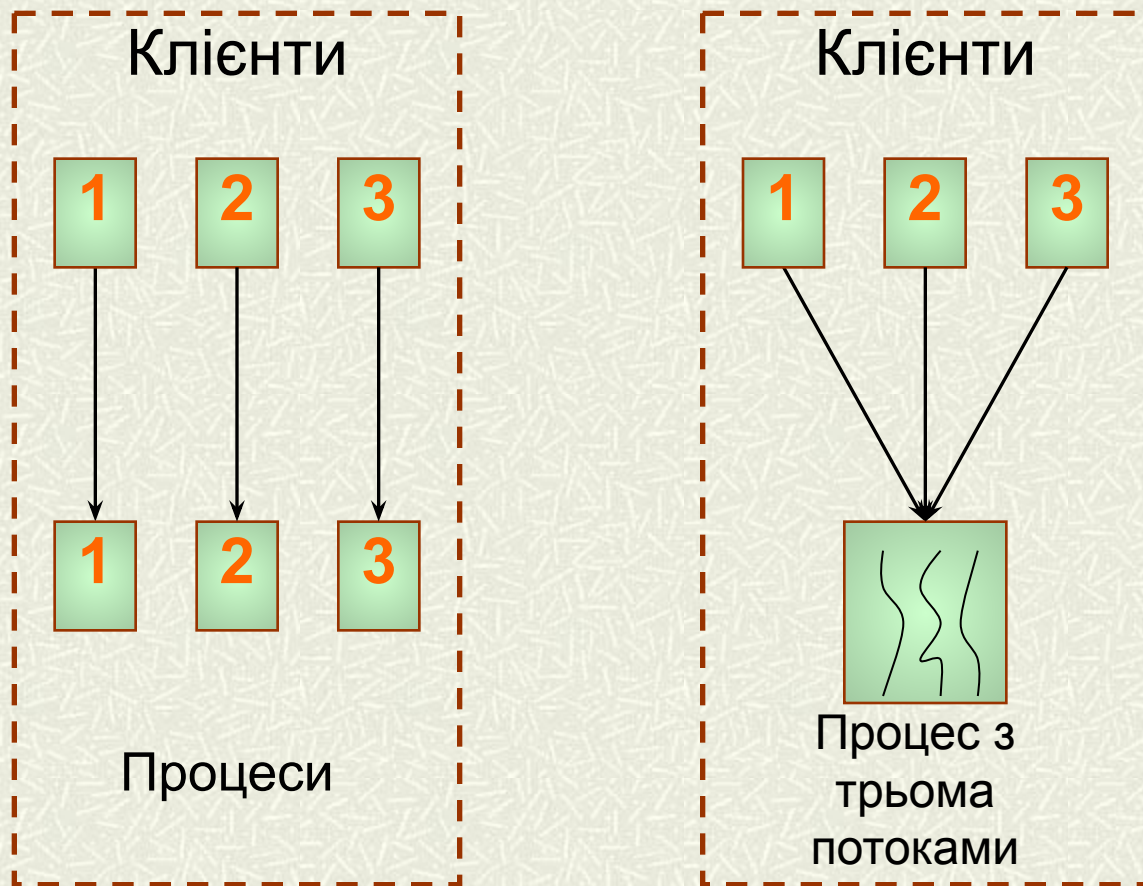 Клієнти
1 2 3
1 2 3
Процеси
Клієнти
1 2 3
Процес з
трьома
потоками